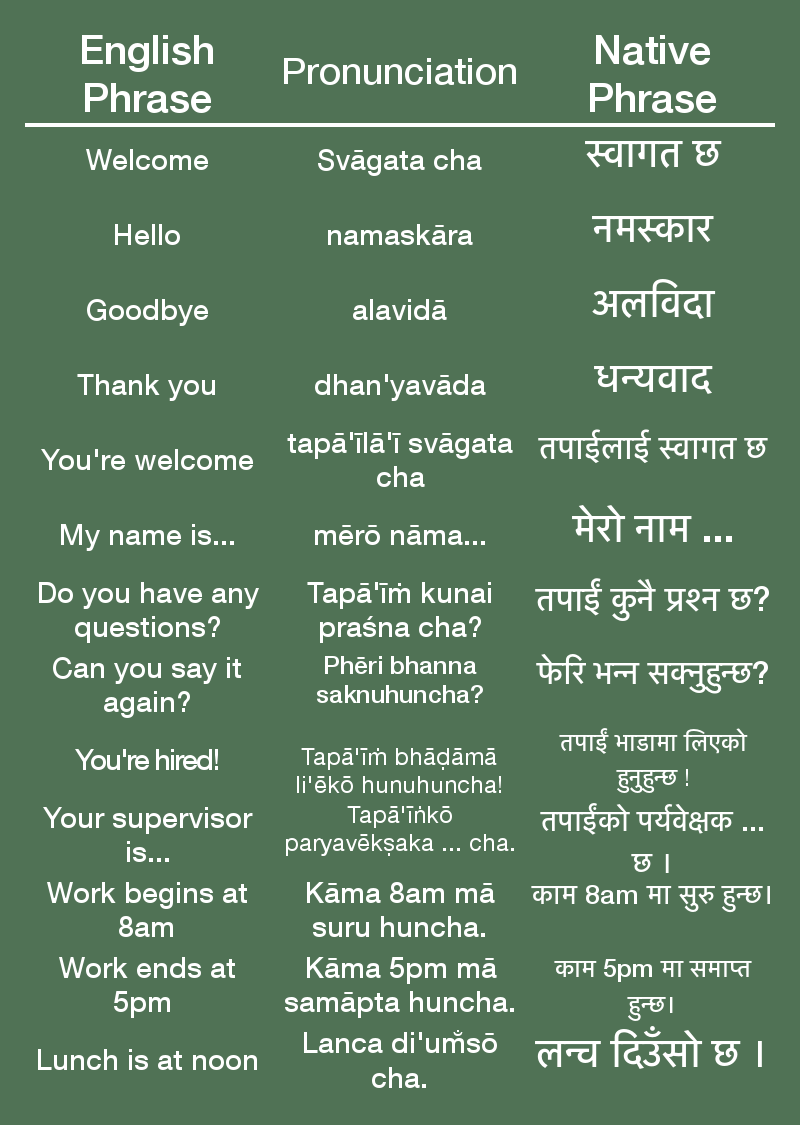 English Phrase
Pronunciation
Native Phrase
Welcome
Svāgata cha
स्वागत छ
Hello
namaskāra
नमस्कार
Goodbye
alavidā
अलविदा
Thank you
dhan'yavāda
धन्यवाद
You're welcome
tapā'īlā'ī svāgata
cha
तपाईलाई स्वागत छ
My name is...
mērō nāma...
मेरो नाम ...
Do you have any
questions?
Tapā'īṁ kunai
praśna cha?
तपाईं कुनै प्रश्न छ?
Can you say it
again?
Phēri bhanna
saknuhuncha?
फेरि भन्न सक्नुहुन्छ?
You're hired!
Tapā'īṁ bhāḍāmā
li'ēkō hunuhuncha!
तपाईं भाडामा लिएको
हुनुहुन्छ !
Your supervisor
is...
Tapā'īṅkō
paryavēkṣaka ... cha.
तपाईंको पर्यवेक्षक ...
छ ।
Work begins at
8am
Kāma 8am mā
suru huncha.
काम 8am मा सुरु हुन्छ।
Work ends at
5pm
Kāma 5pm mā
samāpta huncha.
काम 5pm मा समाप्त
हुन्छ।
Lunch is at noon
Lanca di'um̐sō
cha.
लन्च दिउँसो छ ।